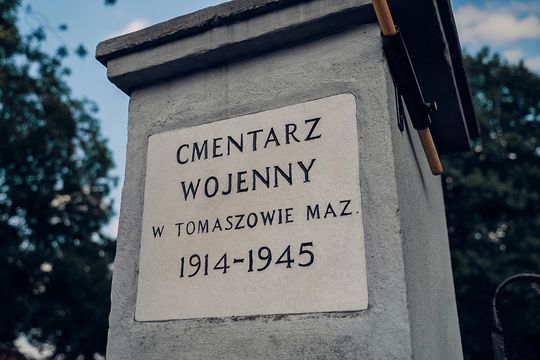 CMENTARZ
WOJENNY
W TOMASZOWIE MAZ.
1914-1945